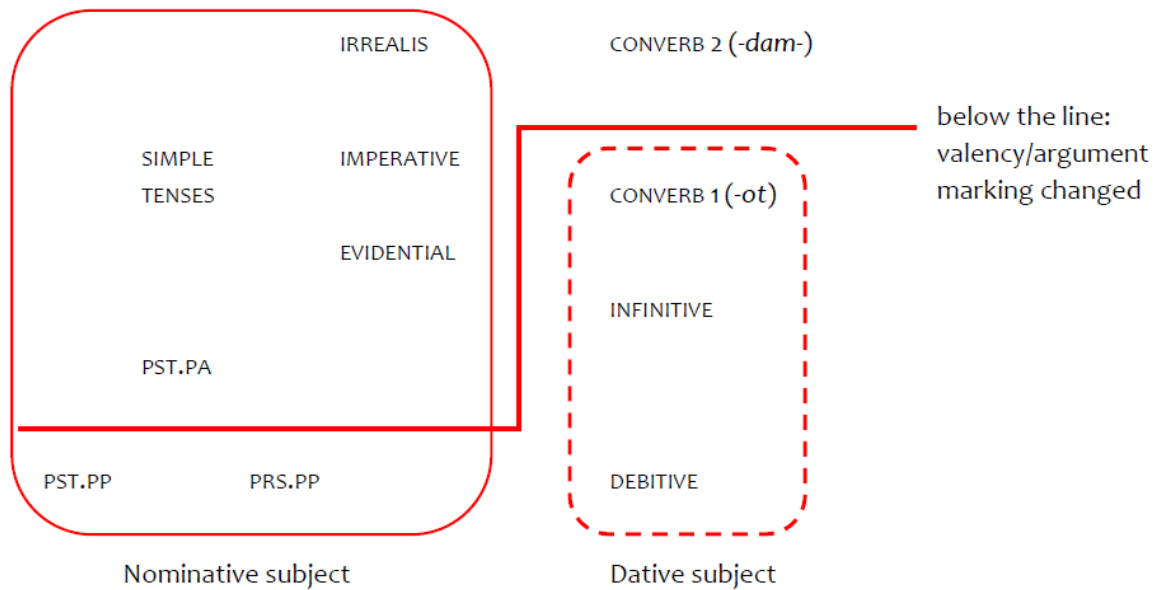 IRREALIS
CONVERB 2 (-dam-)
below the line:
valency/argument
marking changed
SIMPLE
TENSES
IMPERATIVE
CONVERB 1 (-ot)
EVIDENTIAL
INFINITIVE
PST.PA
PST.PP
PRS.PP
DEBITIVE
Nominative subject
Dative subject